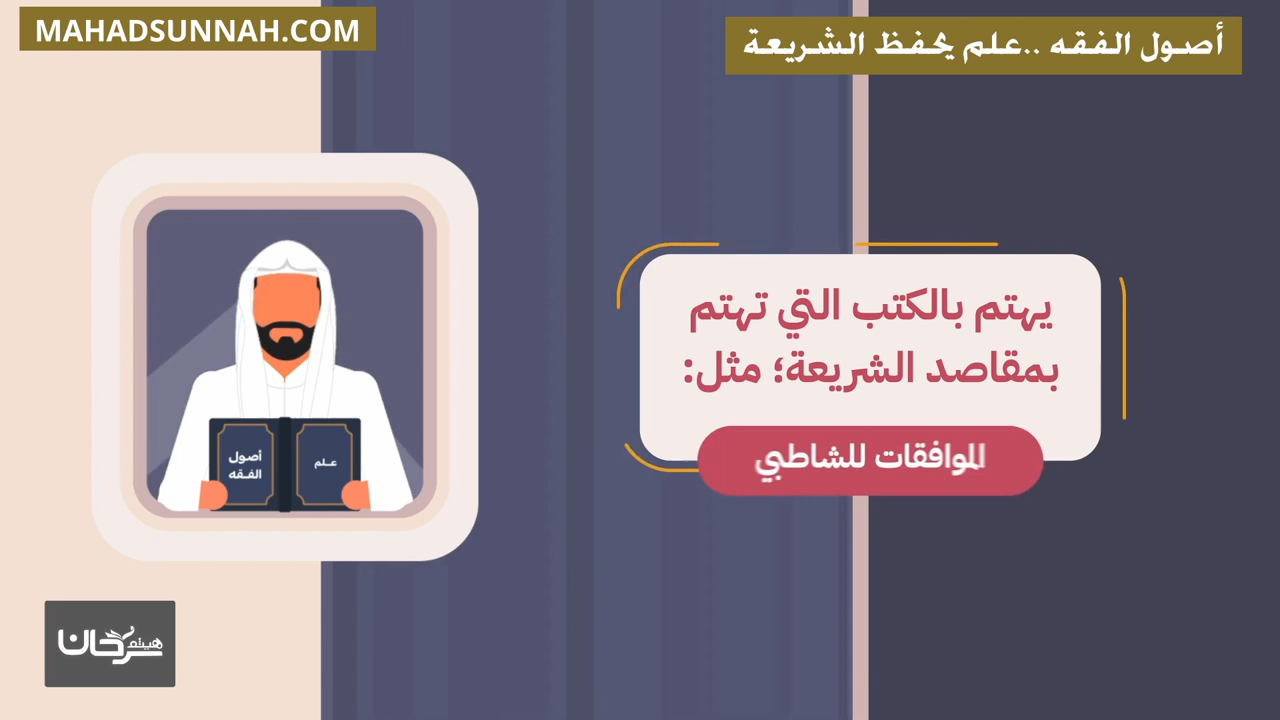 MAHADSUNNAH.COM
أصول الفقه ..علم يحفظ الشريعة
يهتم بالكتب التي تهتم
بمقاصد الشريعة؛ مثل:
الموافقات للشاطبي
علم
أصول
الفقه
هيثم
سرحان